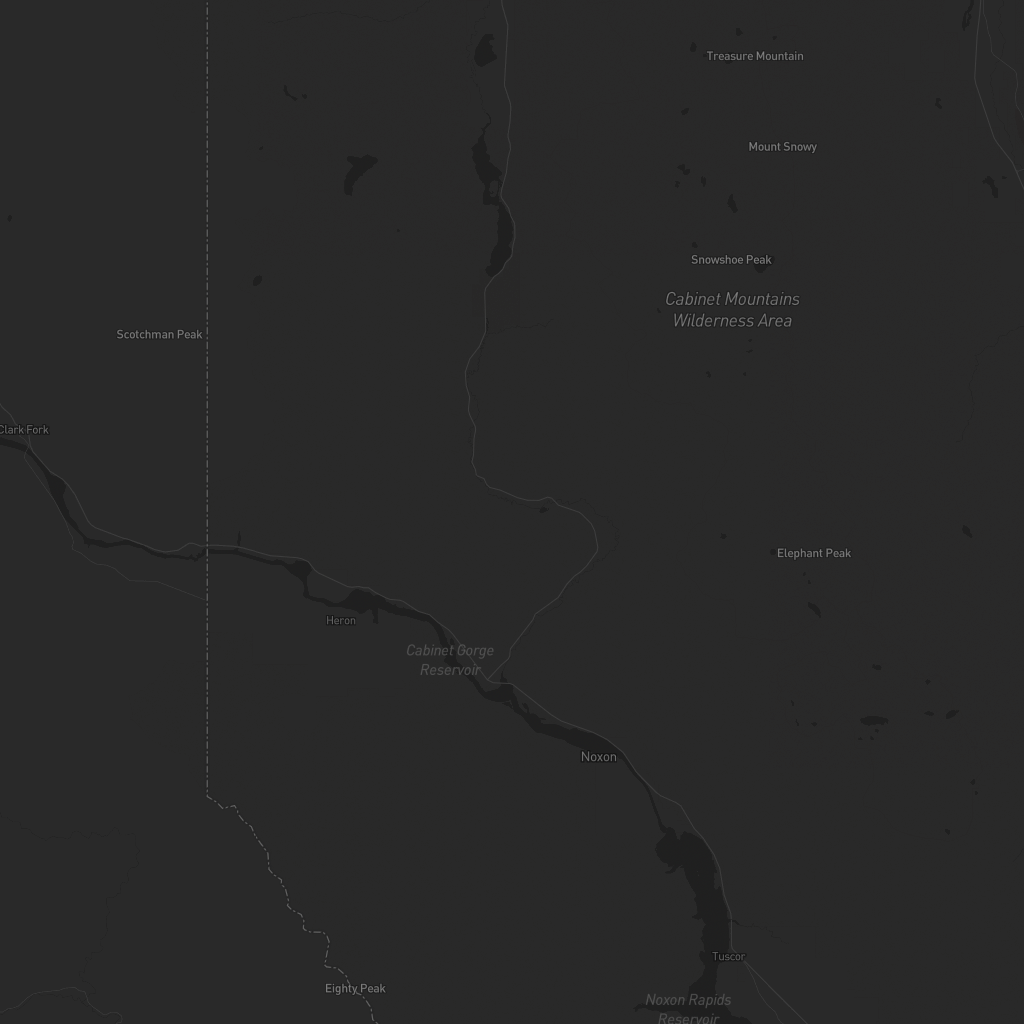 Treasure Mountain
Mount Snowy
Snowshoe Peak
Cabinet Mountains
Wilderness Area
Scotchman Peak
Clark Fork
Elephant Peak
Heron
Cabinet Gorge
Reservoir
Noxon
Tuscor
Eighty Peak
Noxon Rapids
Reservoir